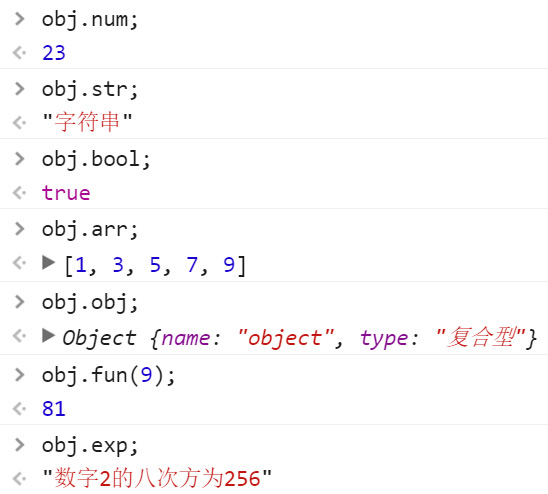 obj.num;
23
obj.str;
"字符串"
obj.bool;
true
obj.arr;
[1, 3, 5, 7, 9]
obj.obj;
Object {name: "object", type: "复合型"}
obj.fun(9);
81
obj.exp;
"数字2的八次方为256"